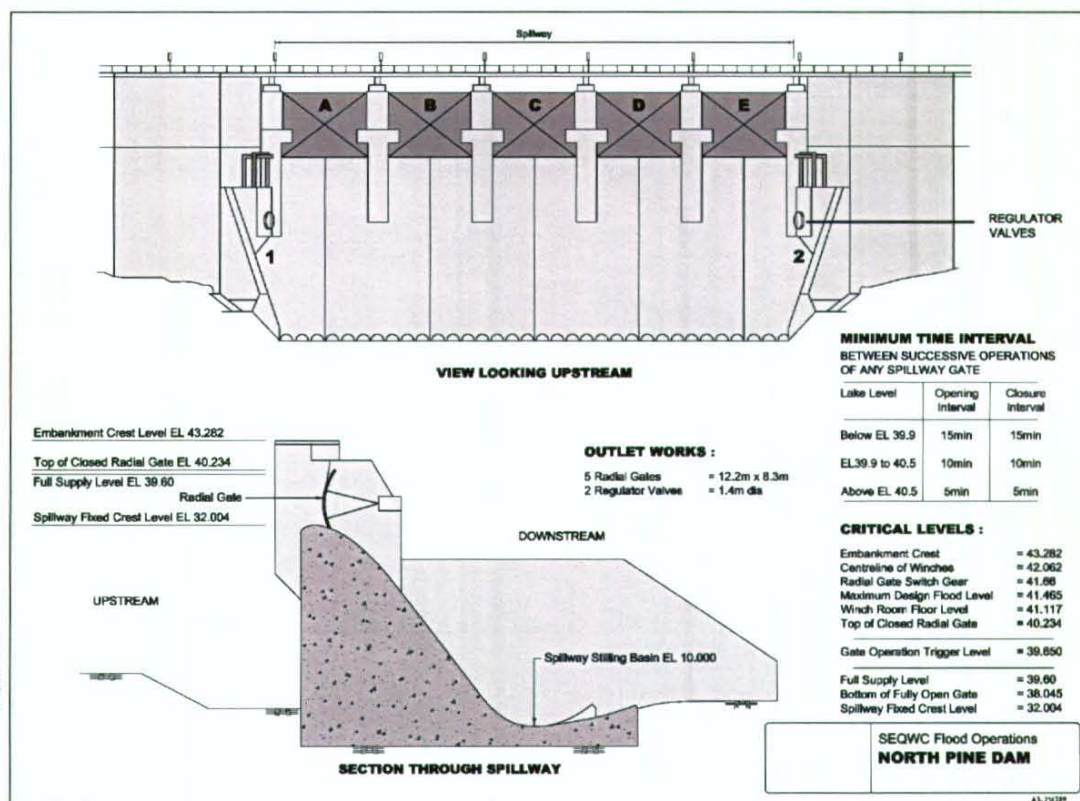 Spillway
A B C D E
REGULATOR
VALVES
1 2
VIEW LOOKING UPSTREAM
MINIMUM TIME INTERVAL
BETWEEN SUCCESSIVE OPERATIONS
OF ANY SPILLWAY GATE
Lake Level Opening Interval Closure Interval
Below EL 39.9 15min 15min
EL39.9 to 40.5 10min 10min
Above EL 40.5 5min 5min
Embankment Crest Level EL 43.282
Top of Closed Radial Gate EL 40.234
Full Supply Level EL 39.60
Radial Gate
Spillway Fixed Crest Level EL 32.004
OUTLET WORKS :
5 Radial Gates = 12.2m x 8.3m
2 Regulator Valves = 1.4m dia
DOWNSTREAM
UPSTREAM
Spillway Stilling Basin EL 10.000
SECTION THROUGH SPILLWAY
CRITICAL LEVELS :
Embankment Crest = 43.282
Centreline of Winches = 42.062
Radial Gate Switch Gear = 41.66
Maximum Design Flood Level = 41.465
Winch Room Floor Level = 41.117
Top of Closed Radial Gate = 40.234
Gate Operation Trigger Level = 39.650
Full Supply Level = 39.60
Bottom of Fully Open Gate = 38.045
Spillway Fixed Crest Level = 32.004
SEQWC Flood Operations
NORTH PINE DAM